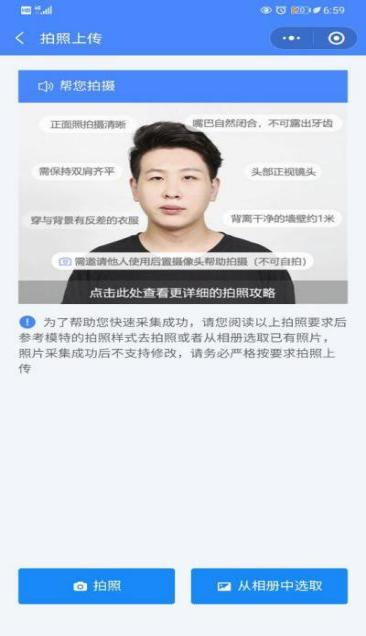 6:59
拍照上传
帮您拍摄
正面照拍摄清晰
嘴巴自然闭合，不可露出牙齿
需保持双肩齐平
头部正视镜头
穿与背景有反差的衣服
背离干净的墙壁约1米
需邀请他人使用后置摄像头帮助拍摄（不可自拍）
点击此处查看更详细的拍照攻略
为了帮助您快速采集成功，请您阅读以上拍照要求后
参考模特的拍照样式去拍照或者从相册选取已有照片，
照片采集成功后不支持修改，请务必严格按要求拍照上
传
拍照
从相册中选取